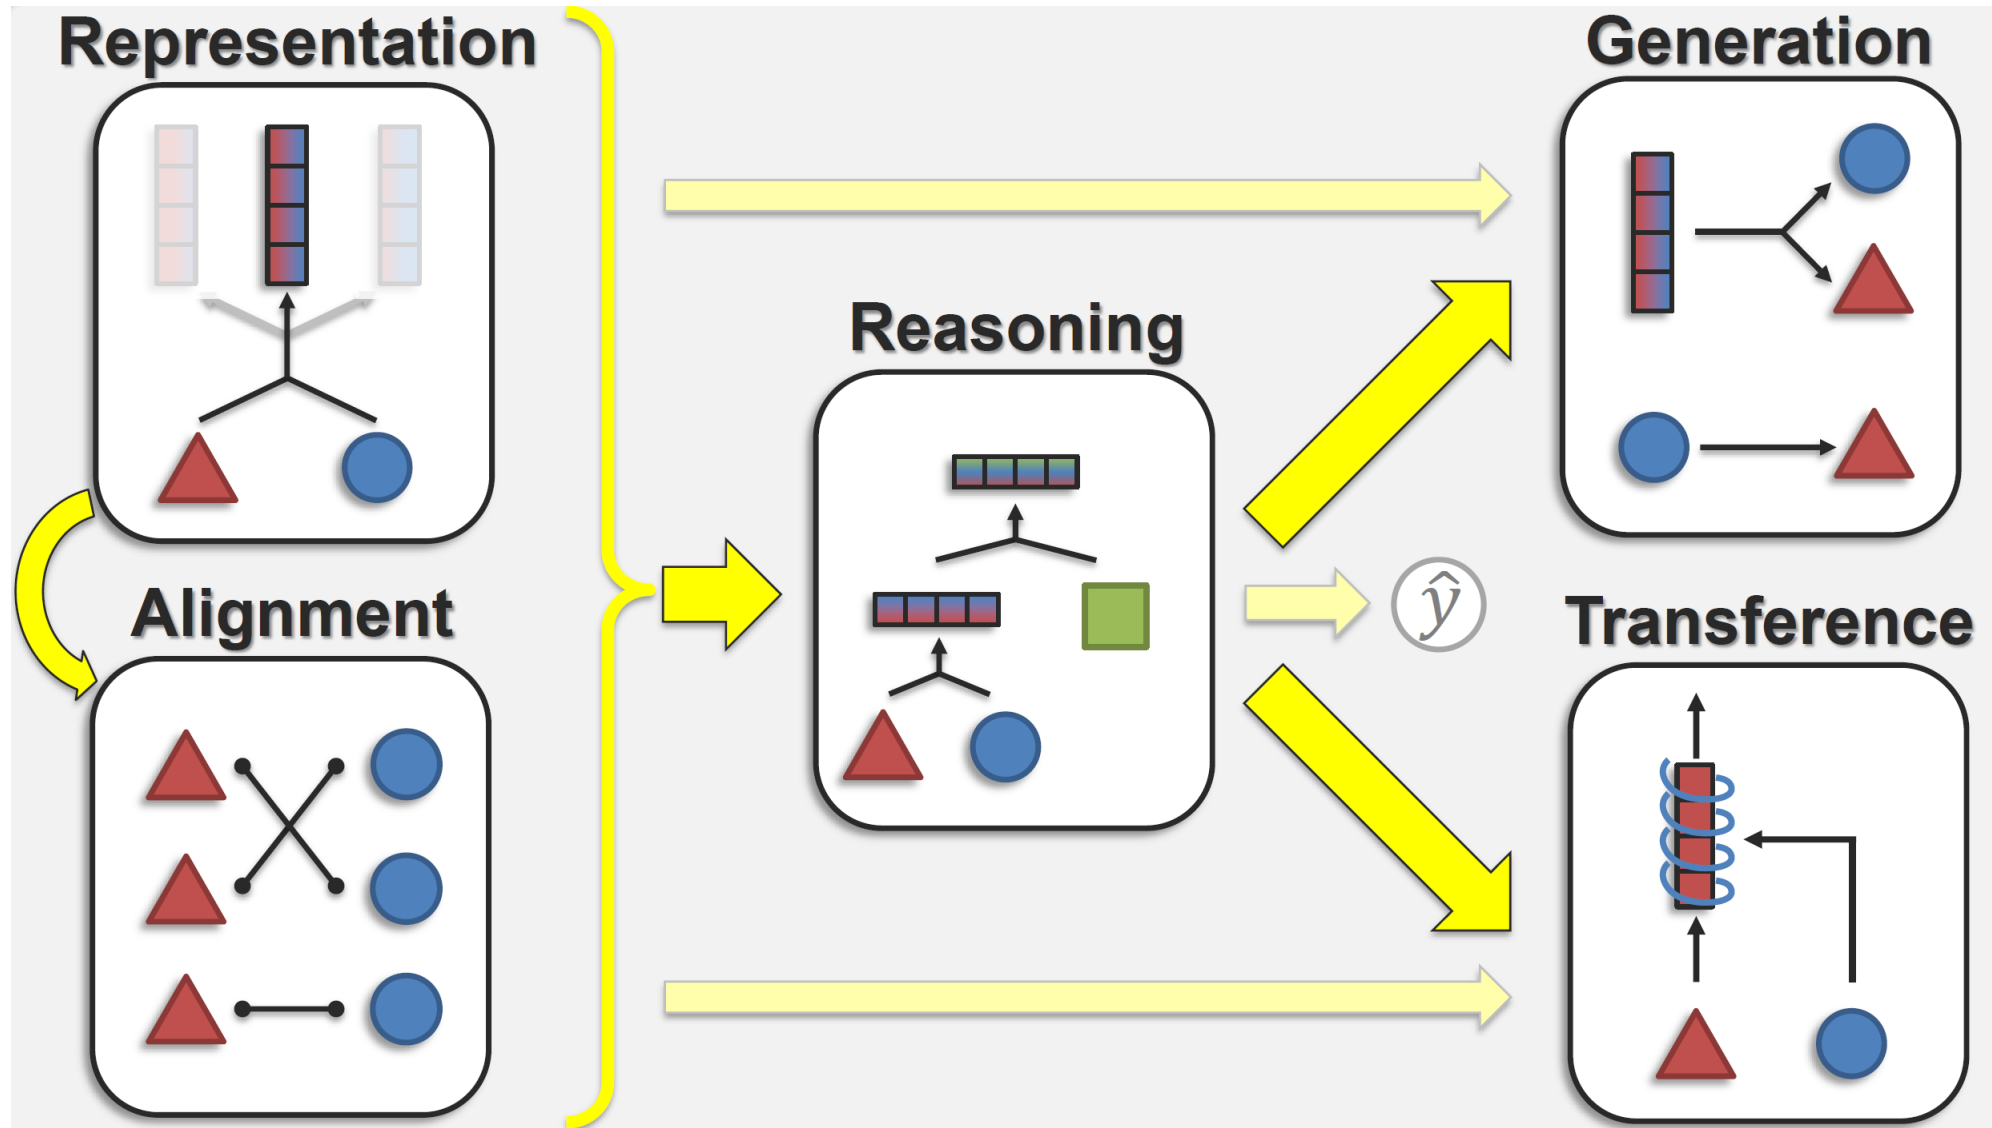 Representation
Alignment
Reasoning
ŷ
Generation
Transference